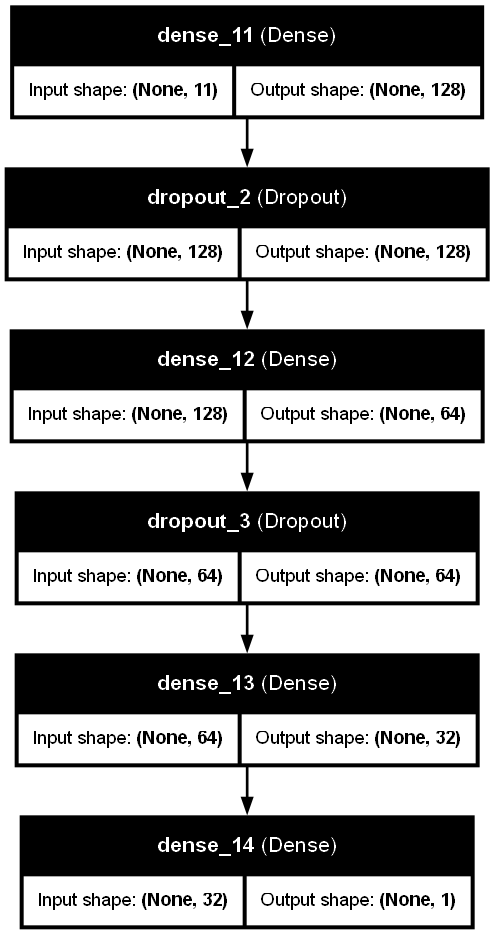 dense_11 (Dense)
Input shape: (None, 11) Output shape: (None, 128)
dropout_2 (Dropout)
Input shape: (None, 128) Output shape: (None, 128)
dense_12 (Dense)
Input shape: (None, 128) Output shape: (None, 64)
dropout_3 (Dropout)
Input shape: (None, 64) Output shape: (None, 64)
dense_13 (Dense)
Input shape: (None, 64) Output shape: (None, 32)
dense_14 (Dense)
Input shape: (None, 32) Output shape: (None, 1)